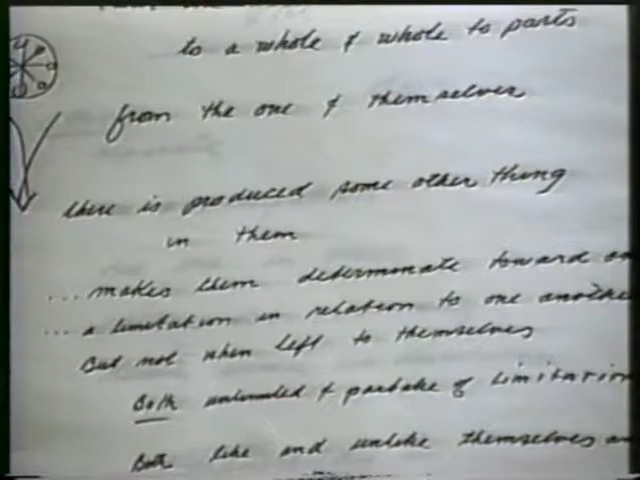 to a whole & whole to parts
from the one & themselves
there is produced some other thing
in them
... makes them determinate toward
... a limitation in relation to one another
But not when left to themselves
Both unlimited & partake of Limitation
Both like and unlike themselves